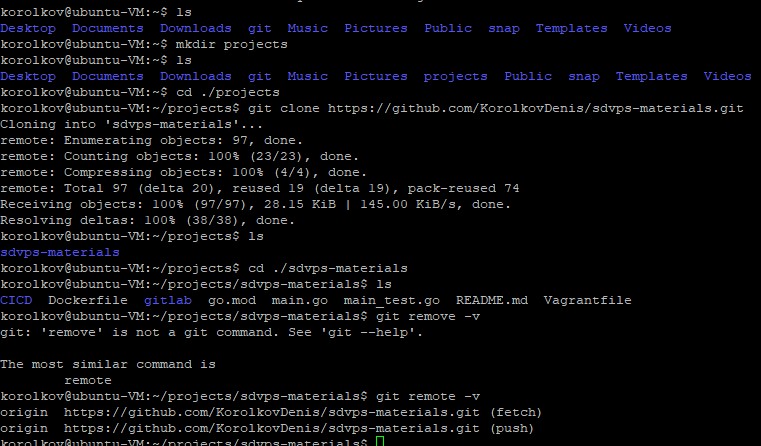 korolkov@ubuntu-VM:~$ ls
Desktop  Documents  Downloads  git  Music  Pictures  Public  snap  Templates  Videos
korolkov@ubuntu-VM:~$ mkdir projects
korolkov@ubuntu-VM:~$ ls
Desktop  Documents  Downloads  git  Music  Pictures  projects  Public  snap  Templates  Videos
korolkov@ubuntu-VM:~$ cd ./projects
korolkov@ubuntu-VM:~/projects$ git clone https://github.com/KorolkovDenis/sdvps-materials.git
Cloning into 'sdvps-materials'...
remote: Enumerating objects: 97, done.
remote: Counting objects: 100% (23/23), done.
remote: Compressing objects: 100% (4/4), done.
remote: Total 97 (delta 20), reused 19 (delta 19), pack-reused 74
Receiving objects: 100% (97/97), 28.15 KiB | 145.00 KiB/s, done.
Resolving deltas: 100% (38/38), done.
korolkov@ubuntu-VM:~/projects$ ls
sdvps-materials
korolkov@ubuntu-VM:~/projects$ cd ./sdvps-materials
korolkov@ubuntu-VM:~/projects/sdvps-materials$ ls
CICD  Dockerfile  gitlab  go.mod  main.go  main_test.go  README.md  Vagrantfile
korolkov@ubuntu-VM:~/projects/sdvps-materials$ git remove -v
git: 'remove' is not a git command. See 'git --help'.
The most similar command is
remote
korolkov@ubuntu-VM:~/projects/sdvps-materials$ git remote -v
origin  https://github.com/KorolkovDenis/sdvps-materials.git (fetch)
origin  https://github.com/KorolkovDenis/sdvps-materials.git (push)
korolkov@ubuntu-VM:~/projects/sdvps-materials$